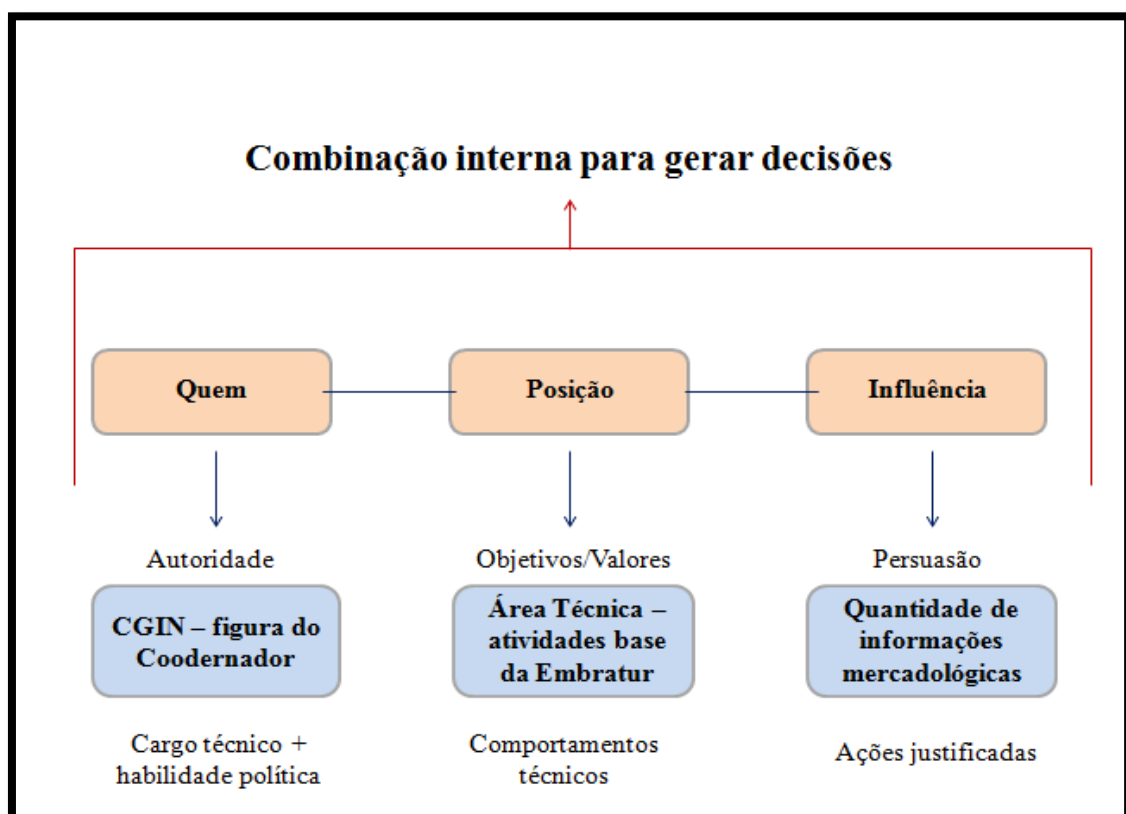 Combinação interna para gerar decisões
Quem
Posição
Influência
Autoridade
Objetivos/Valores
Persuasão
CGIN – figura do
Coodernador
Área Técnica –
atividades base
da Embratur
Quantidade de
informações
mercadológicas
Cargo técnico +
habilidade política
Comportamentos
técnicos
Ações justificadas